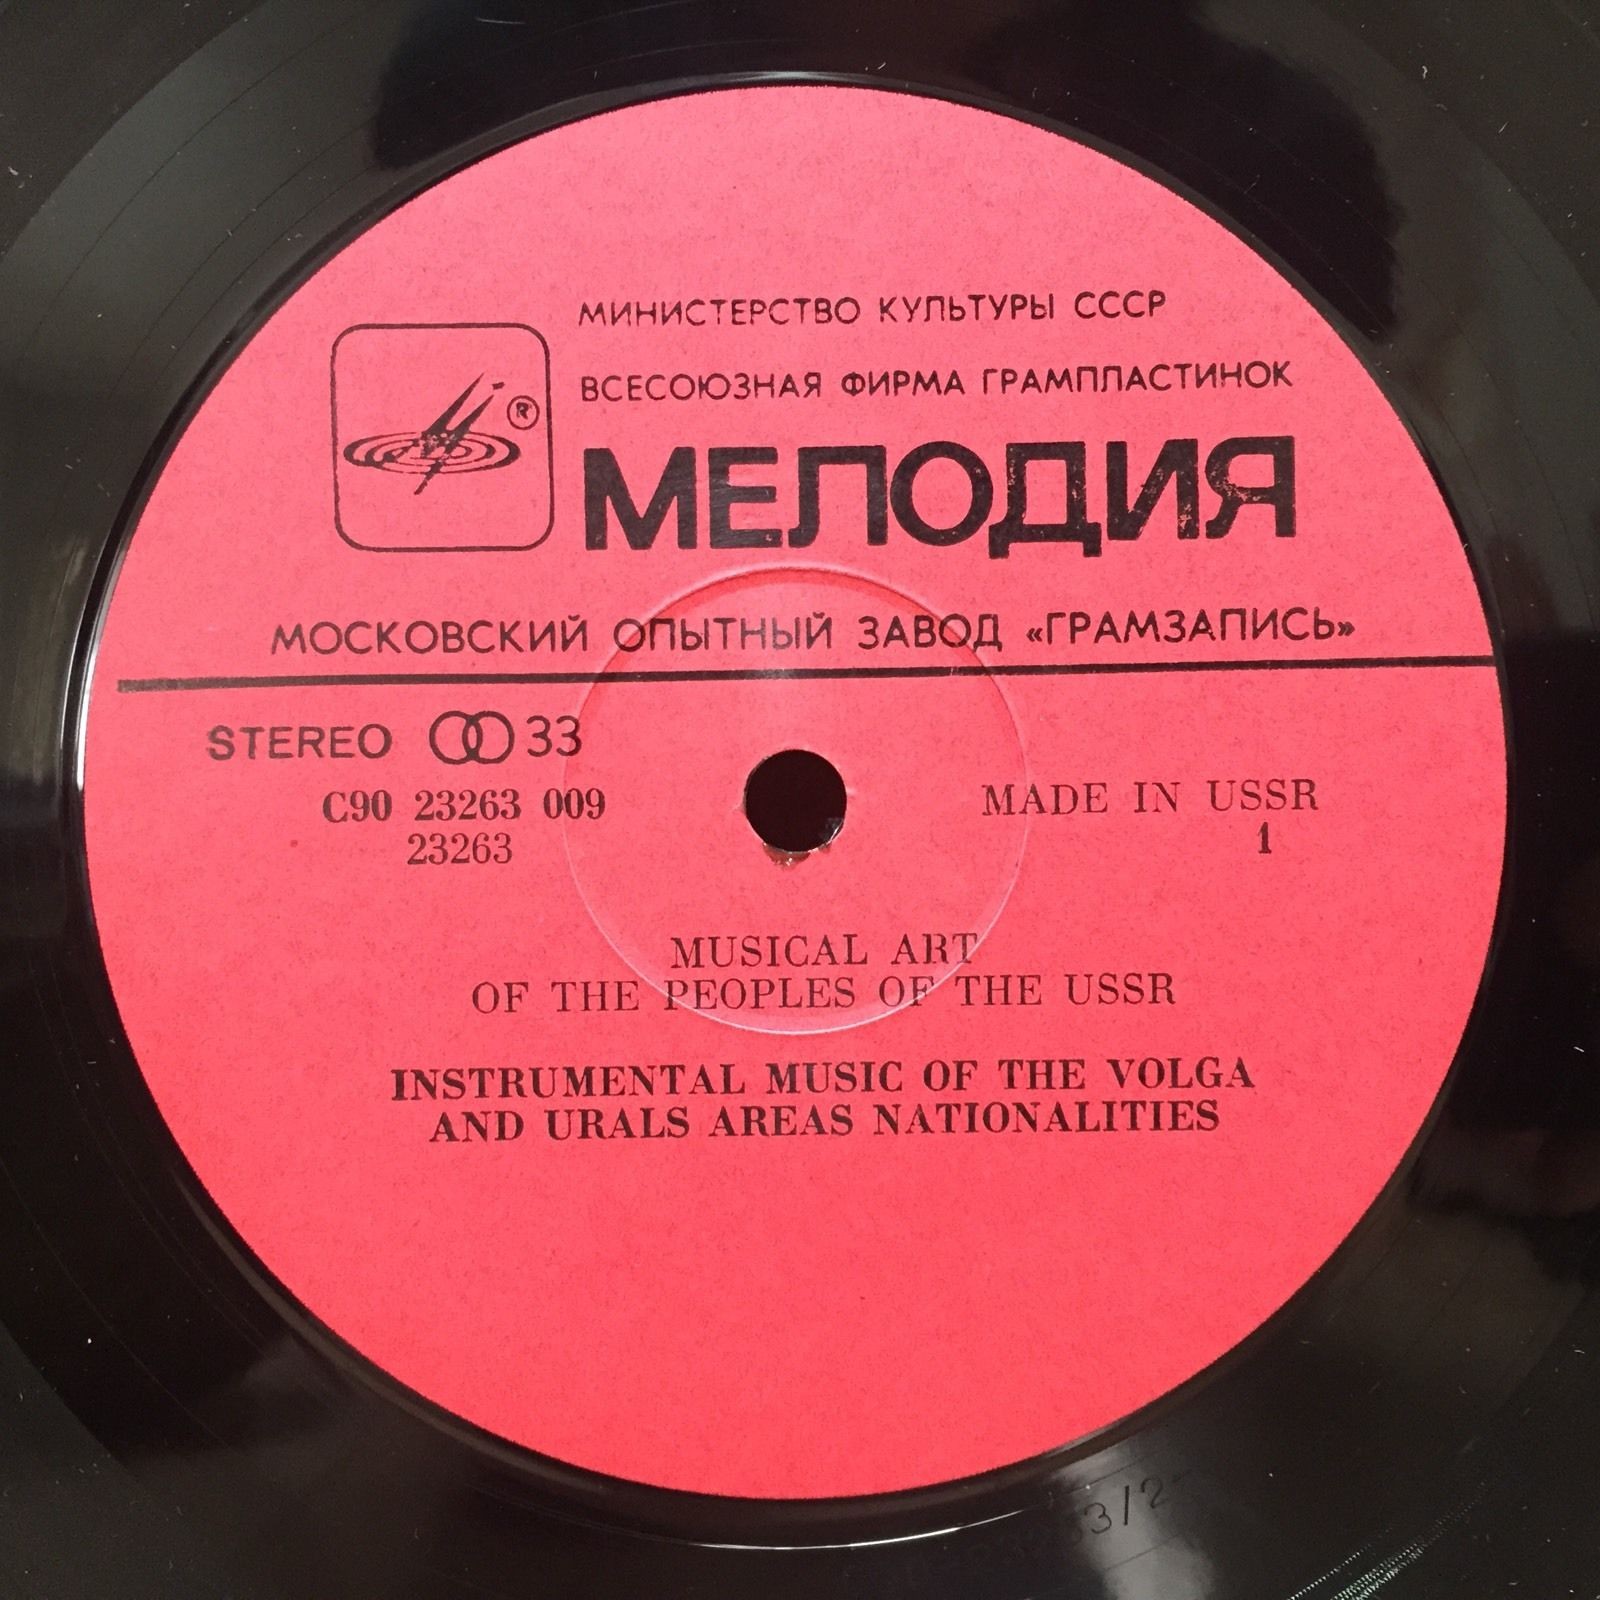 МИНИСТЕРСТВО КУЛЬТУРЫ СССР
ВСЕСОЮЗНАЯ ФИРМА ГРАМПЛАСТИНОК
®
МЕЛОДИЯ
МОСКОВСКИЙ ОПЫТНЫЙ ЗАВОД «ГРАМЗАПИСЬ»
STEREO 33
C90 23263 009
23263
MADE IN USSR
1
MUSICAL ART
OF THE PEOPLES OF THE USSR
INSTRUMENTAL MUSIC OF THE VOLGA
AND URALS AREAS NATIONALITIES